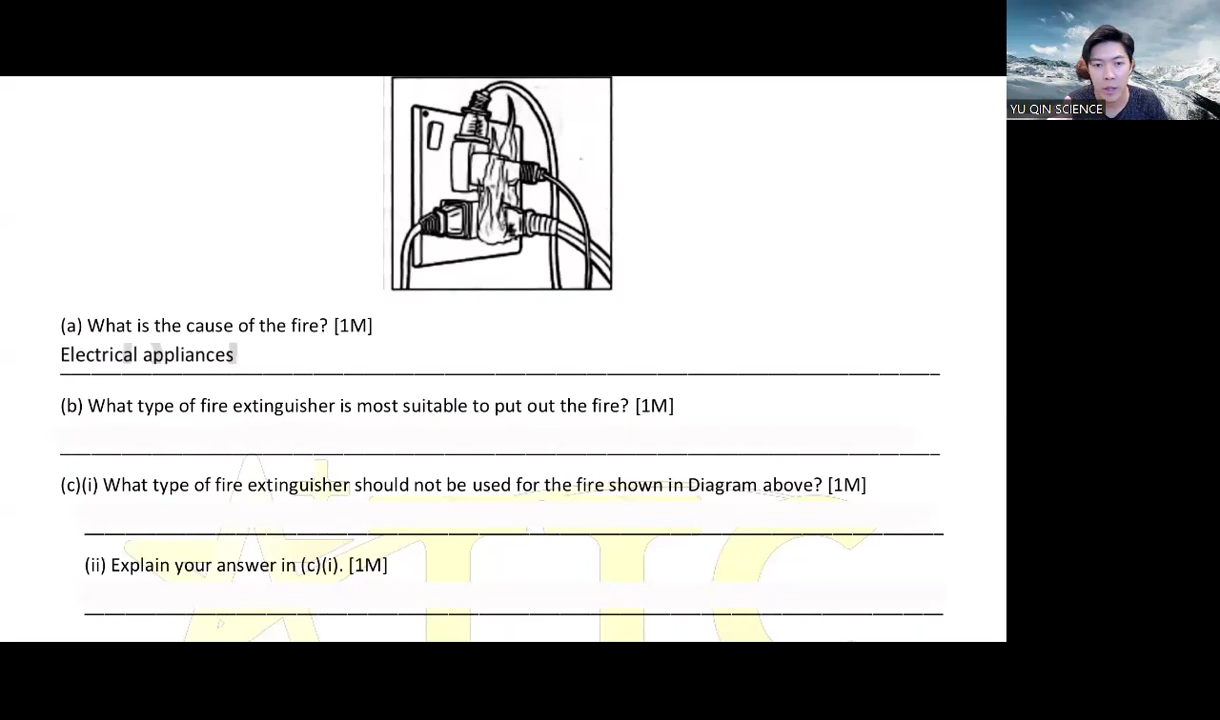 YU QIN SCIENCE
(a) What is the cause of the fire? [1M]
Electrical appliances
(b) What type of fire extinguisher is most suitable to put out the fire? [1M]
(c)(i) What type of fire extinguisher should not be used for the fire shown in Diagram above? [1M]
(ii) Explain your answer in (c)(i). [1M]
TTC